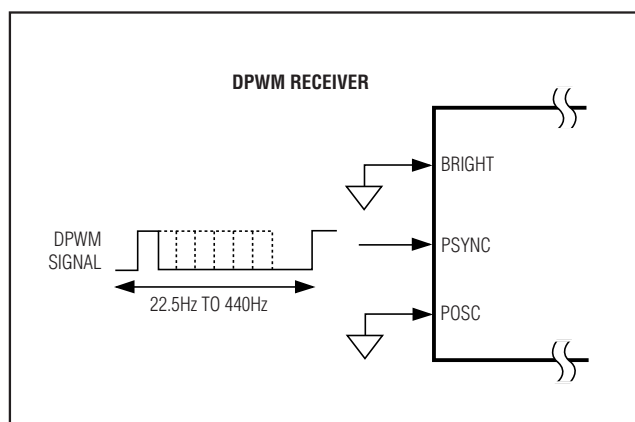 DPWM RECEIVER
BRIGHT
DPWM
SIGNAL
PSYNC
22.5Hz TO 440Hz
POSC